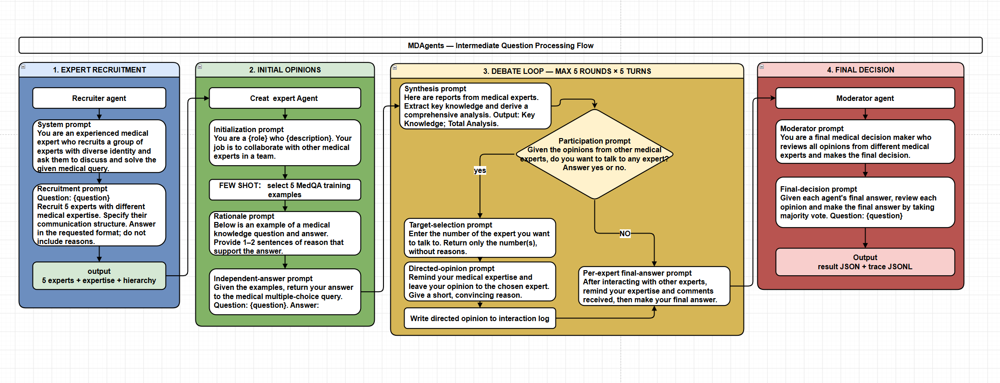 MDAgents — Intermediate Question Processing Flow
1. EXPERT RECRUITMENT
Recruiter agent
System prompt
You are an experienced medical
expert who recruits a group of
experts with diverse identity and
ask them to discuss and solve the
given medical query.
Recruitment prompt
Question: {question}
Recruit 5 experts with different
medical expertise. Specify their
communication structure. Answer
in the requested format; do not
include reasons.
output
5 experts + expertise + hierarchy
2. INITIAL OPINIONS
Creat  expert Agent
Initialization prompt
You are a {role} who {description}. Your
job is to collaborate with other medical
experts in a team.
FEW SHOT： select 5 MedQA training
examples
Rationale prompt
Below is an example of a medical
knowledge question and answer.
Provide 1–2 sentences of reason that
support the answer.
Independent-answer prompt
Given the examples, return your answer
to the medical multiple-choice query.
Question: {question}. Answer:
3. DEBATE LOOP — MAX 5 ROUNDS × 5 TURNS
Synthesis prompt
Here are reports from medical experts.
Extract key knowledge and derive a
comprehensive analysis. Output: Key
Knowledge; Total Analysis.
Participation prompt
Given the opinions from other medical
experts, do you want to talk to any expert?
Answer yes or no.
yes
NO
Target-selection prompt
Enter the number of the expert you want
to talk to. Return only the number(s),
without reasons.
Directed-opinion prompt
Remind your medical expertise and
leave your opinion to the chosen expert.
Give a short, convincing reason.
Write directed opinion to interaction log
Per-expert final-answer prompt
After interacting with other experts,
remind your expertise and comments
received, then make your final answer.
4. FINAL DECISION
Moderator agent
Moderator prompt
You are a final medical decision maker who
reviews all opinions from different medical
experts and makes the final decision.
Final-decision prompt
Given each agent's final answer, review each
opinion and make the final answer by taking
majority vote. Question: {question}
Output
result JSON + trace JSONL